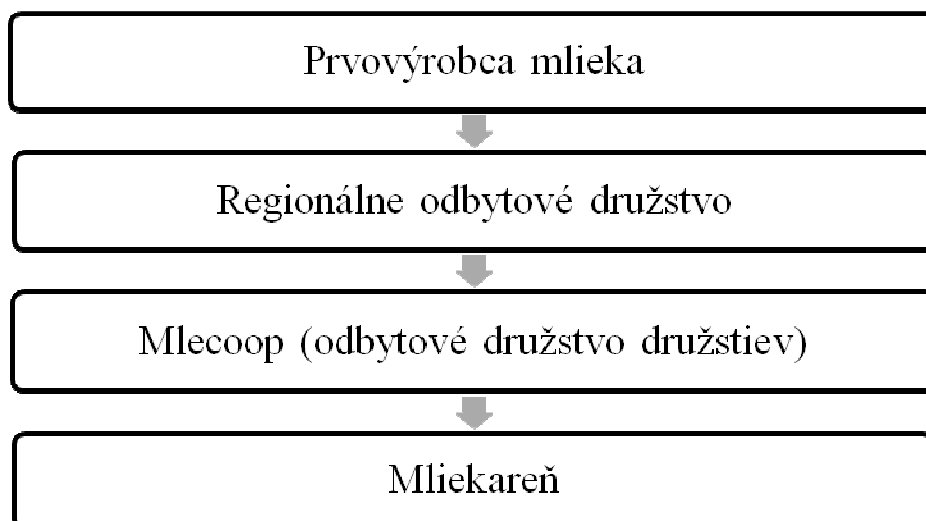 Prvovýrobca mlieka
Regionálne odbytové družstvo
Mlecoop (odbytové družstvo družstiev)
Mliekareň